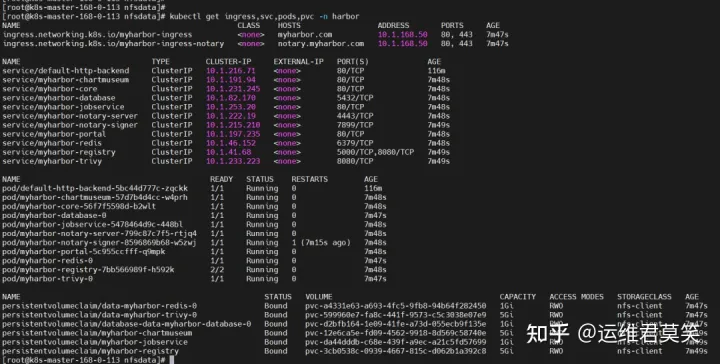 [root@k8s-master-168-0-113 nfsdata]#
[root@k8s-master-168-0-113 nfsdata]# kubectl get ingress,svc,pods,pvc -n harbor
NAME CLASS HOSTS ADDRESS PORTS AGE
ingress.networking.k8s.io/myharbor-ingress <none> myharbor.com 10.1.168.50 80, 443 7m47s
ingress.networking.k8s.io/myharbor-ingress-notary <none> notary.myharbor.com 10.1.168.50 80, 443 7m47s
NAME TYPE CLUSTER-IP EXTERNAL-IP PORT(S) AGE
service/default-http-backend ClusterIP 10.1.216.71 <none> 80/TCP 116m
service/myharbor-chartmuseum ClusterIP 10.1.191.94 <none> 80/TCP 7m48s
service/myharbor-core ClusterIP 10.1.231.245 <none> 80/TCP 7m48s
service/myharbor-database ClusterIP 10.1.82.170 <none> 5432/TCP 7m48s
service/myharbor-jobservice ClusterIP 10.1.253.20 <none> 80/TCP 7m48s
service/myharbor-notary-server ClusterIP 10.1.222.19 <none> 4443/TCP 7m48s
service/myharbor-notary-signer ClusterIP 10.1.215.210 <none> 7899/TCP 7m49s
service/myharbor-portal ClusterIP 10.1.197.235 <none> 80/TCP 7m48s
service/myharbor-redis ClusterIP 10.1.46.152 <none> 6379/TCP 7m48s
service/myharbor-registry ClusterIP 10.1.41.68 <none> 5000/TCP,8080/TCP 7m49s
service/myharbor-trivy ClusterIP 10.1.233.223 <none> 8080/TCP 7m48s
NAME READY STATUS RESTARTS AGE
pod/default-http-backend-5bc44d777c-zqckk 1/1 Running 0 116m
pod/myharbor-chartmuseum-57d7b4d4cc-w4prh 1/1 Running 0 7m48s
pod/myharbor-core-56f7f5598d-b2wlt 1/1 Running 0 7m48s
pod/myharbor-database-0 1/1 Running 0 7m47s
pod/myharbor-jobservice-5478464d9c-448bl 1/1 Running 0 7m48s
pod/myharbor-notary-server-799c87c7f5-rtjq4 1/1 Running 0 7m48s
pod/myharbor-notary-signer-8596869b68-w5zwj 1/1 Running 1 (7m15s ago) 7m48s
pod/myharbor-portal-5c955ccfff-q9mpk 1/1 Running 0 7m48s
pod/myharbor-redis-0 1/1 Running 0 7m47s
pod/myharbor-registry-7bb566989f-h592k 2/2 Running 0 7m48s
pod/myharbor-trivy-0 1/1 Running 0 7m47s
NAME STATUS VOLUME CAPACITY ACCESS MODES STORAGECLASS AGE
persistentvolumeclaim/data-myharbor-redis-0 Bound pvc-a4331e63-a693-4fc5-9fb8-94b64f282450 1Gi RWO nfs-client 7m47s
persistentvolumeclaim/data-myharbor-trivy-0 Bound pvc-599960e7-fa8c-441f-9573-c5c3038e07e9 5Gi RWO nfs-client 7m47s
persistentvolumeclaim/database-data-myharbor-database-0 Bound pvc-d2bfb164-1e09-41fe-a73d-055ecb9f135e 1Gi RWO nfs-client 7m47s
persistentvolumeclaim/myharbor-chartmuseum Bound pvc-12e6ca5e-fd09-4562-9918-8d569c58740e 5Gi RWO nfs-client
persistentvolumeclaim/myharbor-jobservice Bound pvc-da44dddb-c68e-439f-a9ec-a21c5fd57699 1Gi RWO nfs-client
persistentvolumeclaim/myharbor-registry Bound pvc-3cb0538c-0939-4667-815c-d062b1a392c8 5Gi RWO nfs-client
[root@k8s-master-168-0-113 nfsdata]#
知乎 @运维君莫笑